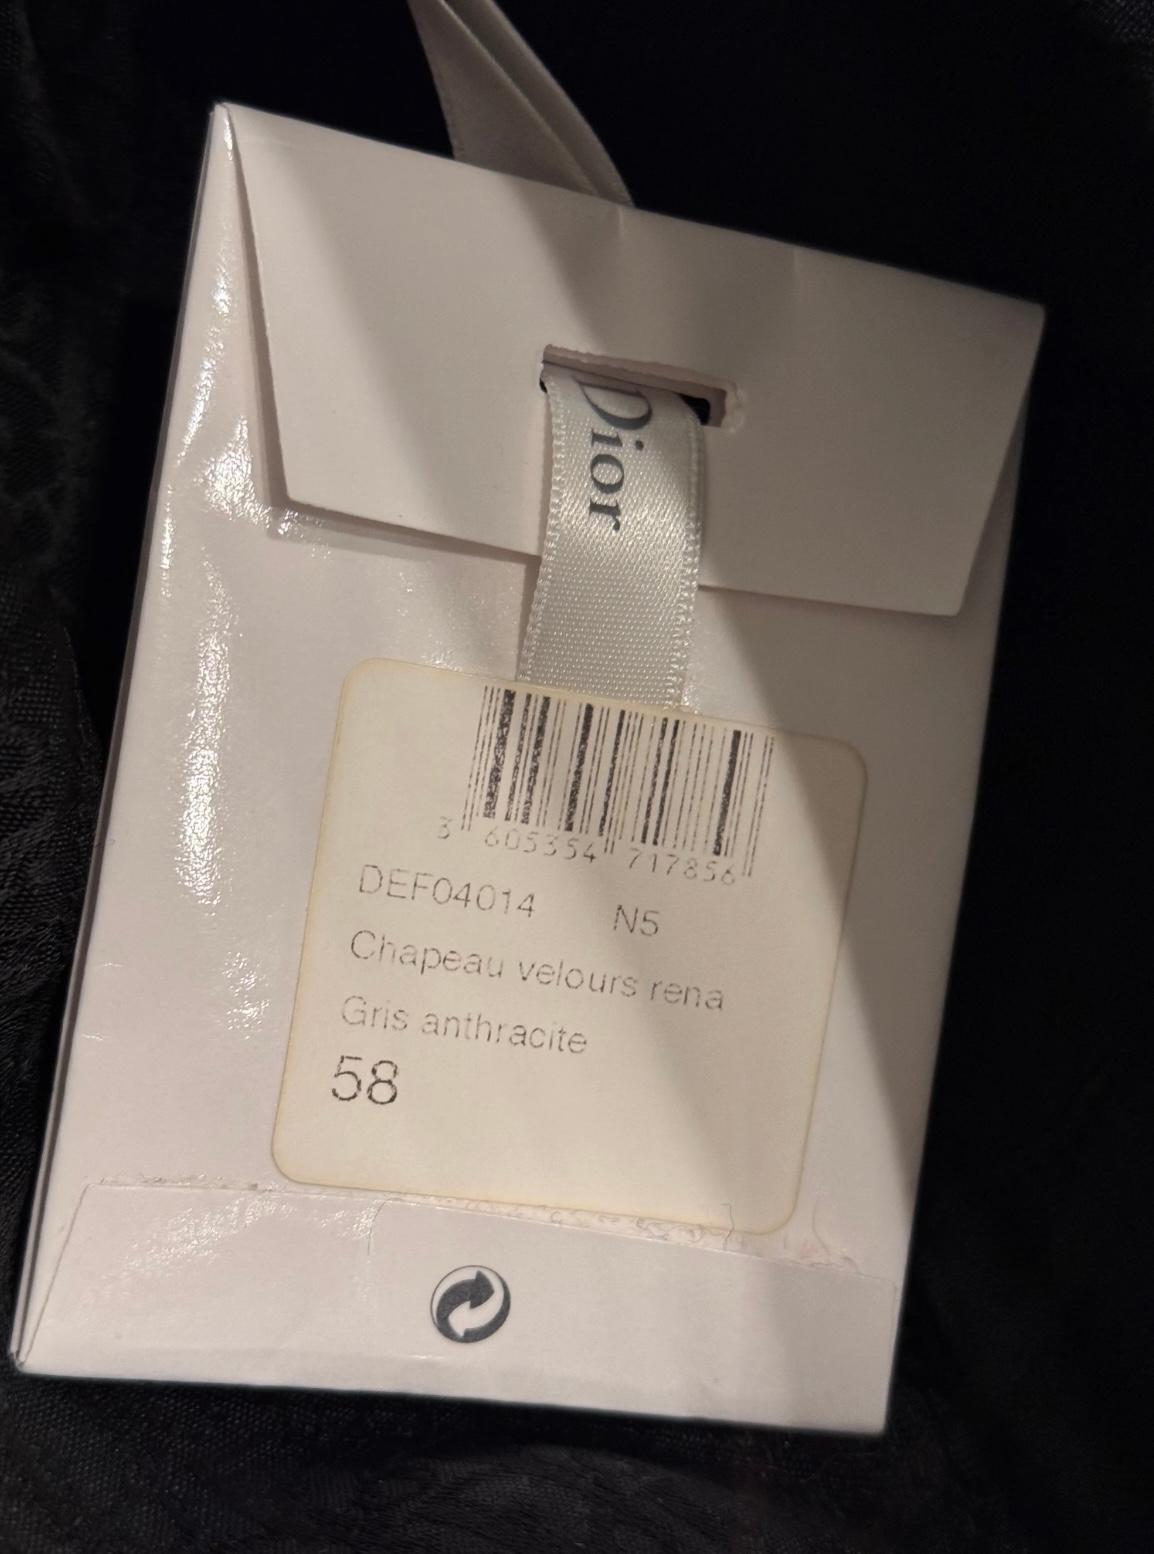 Dior
3 605354 717856
DEF04014 N5
Chapeau velours rena
Gris anthracite
58